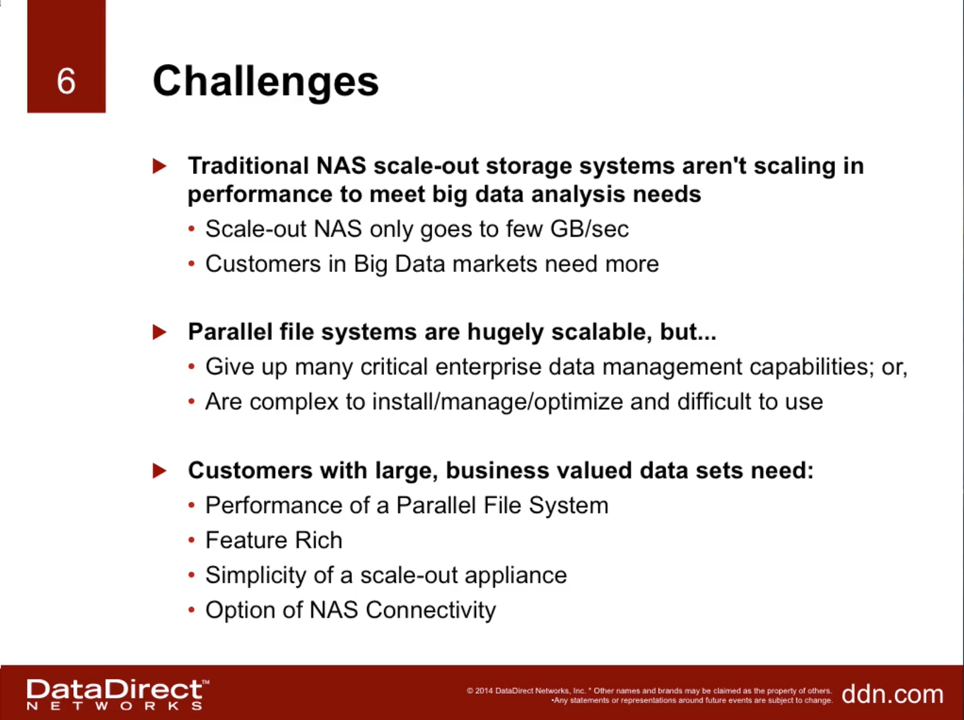 6
Challenges
Traditional NAS scale-out storage systems aren't scaling in
performance to meet big data analysis needs
• Scale-out NAS only goes to few GB/sec
• Customers in Big Data markets need more
Parallel file systems are hugely scalable, but...
• Give up many critical enterprise data management capabilities; or,
• Are complex to install/manage/optimize and difficult to use
Customers with large, business valued data sets need:
• Performance of a Parallel File System
• Feature Rich
• Simplicity of a scale-out appliance
• Option of NAS Connectivity
DataDirect™
NETWORKS
© 2014 DataDirect Networks, Inc. * Other names and brands may be claimed as the property of others.
•Any statements or representations around future events are subject to change.
ddn.com